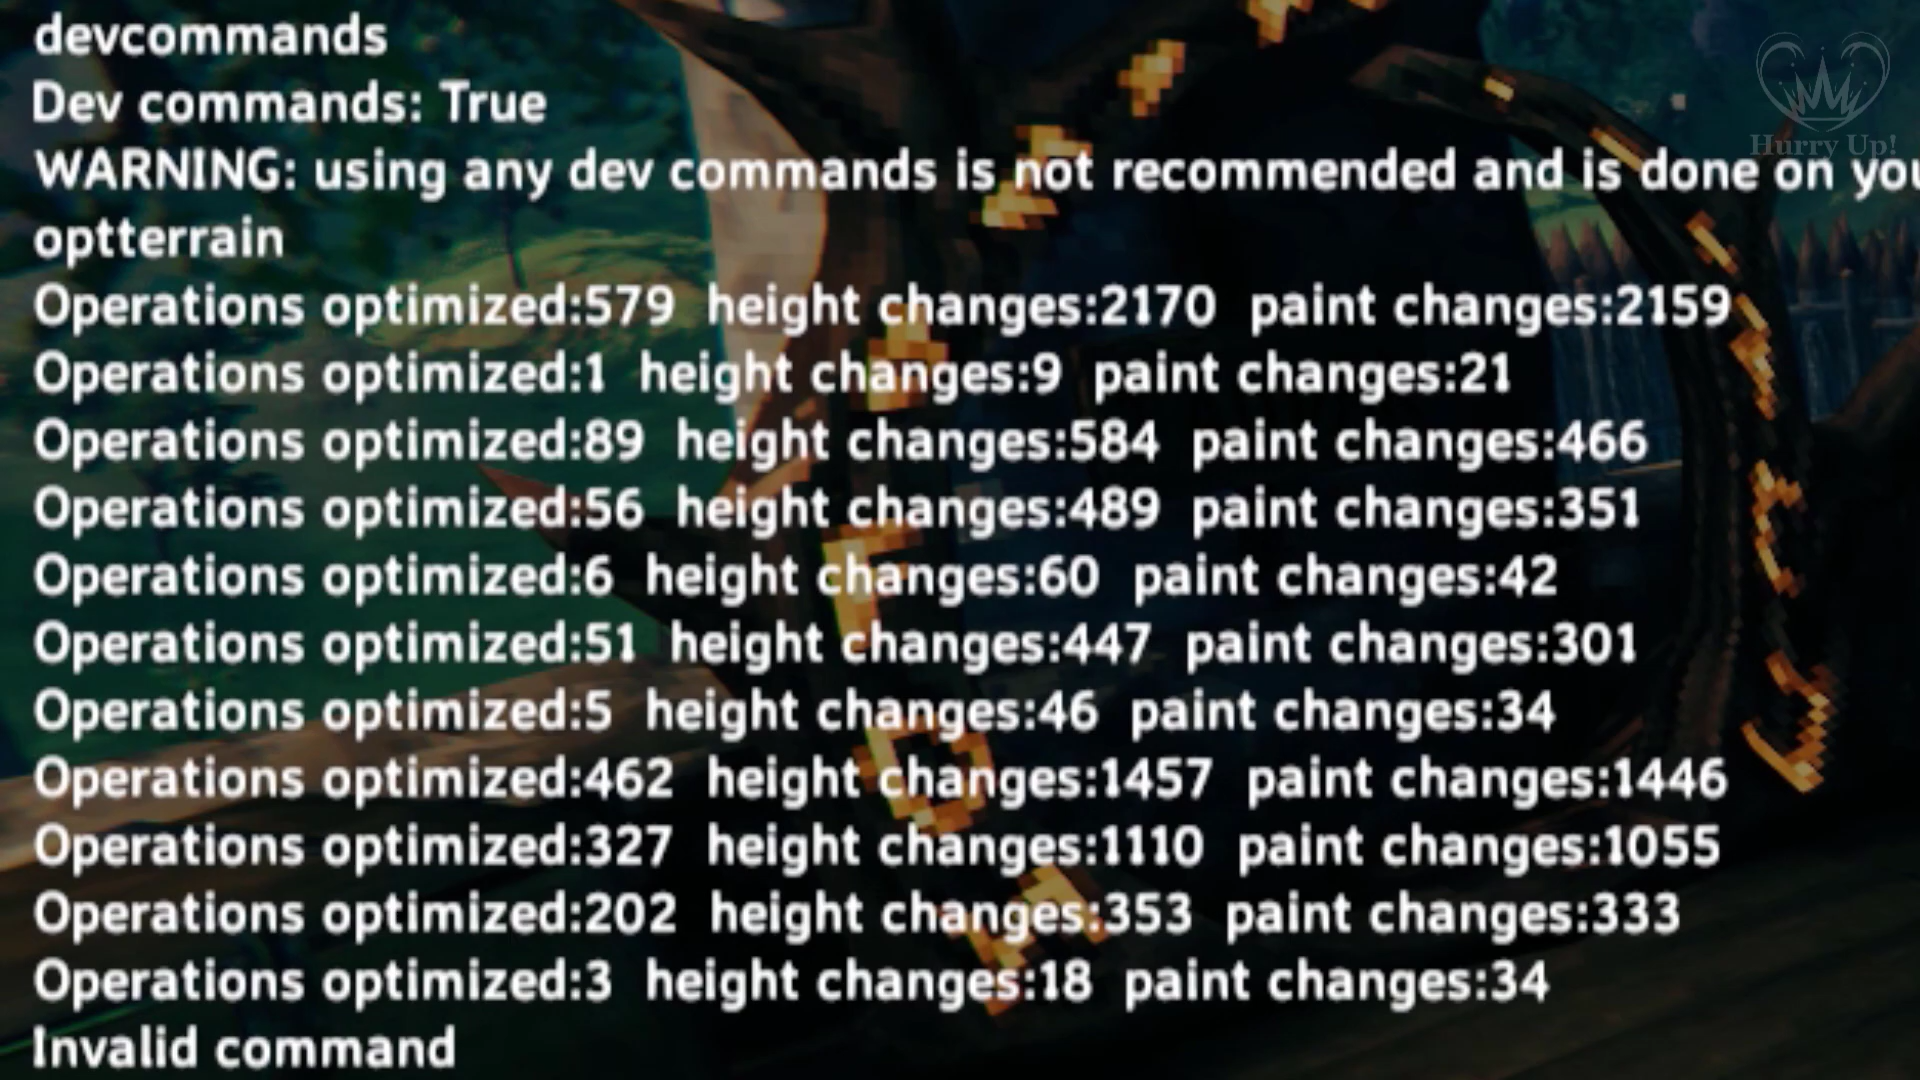 devcommands
Dev commands: True
WARNING: using any dev commands is not recommended and is done on
optterrain
Operations optimized:579 height changes:2170 paint changes:2159
Operations optimized:1 height changes:9 paint changes:21
Operations optimized:89 height changes:584 paint changes:466
Operations optimized:56 height changes:489 paint changes:351
Operations optimized:6 height changes:60 paint changes:42
Operations optimized:51 height changes:447 paint changes:301
Operations optimized:5 height changes:46 paint changes:34
Operations optimized:462 height changes:1457 paint changes:1446
Operations optimized:327 height changes:1110 paint changes:1055
Operations optimized:202 height changes:353 paint changes:333
Operations optimized:3 height changes:18 paint changes:34
Invalid command
Hurry Up!